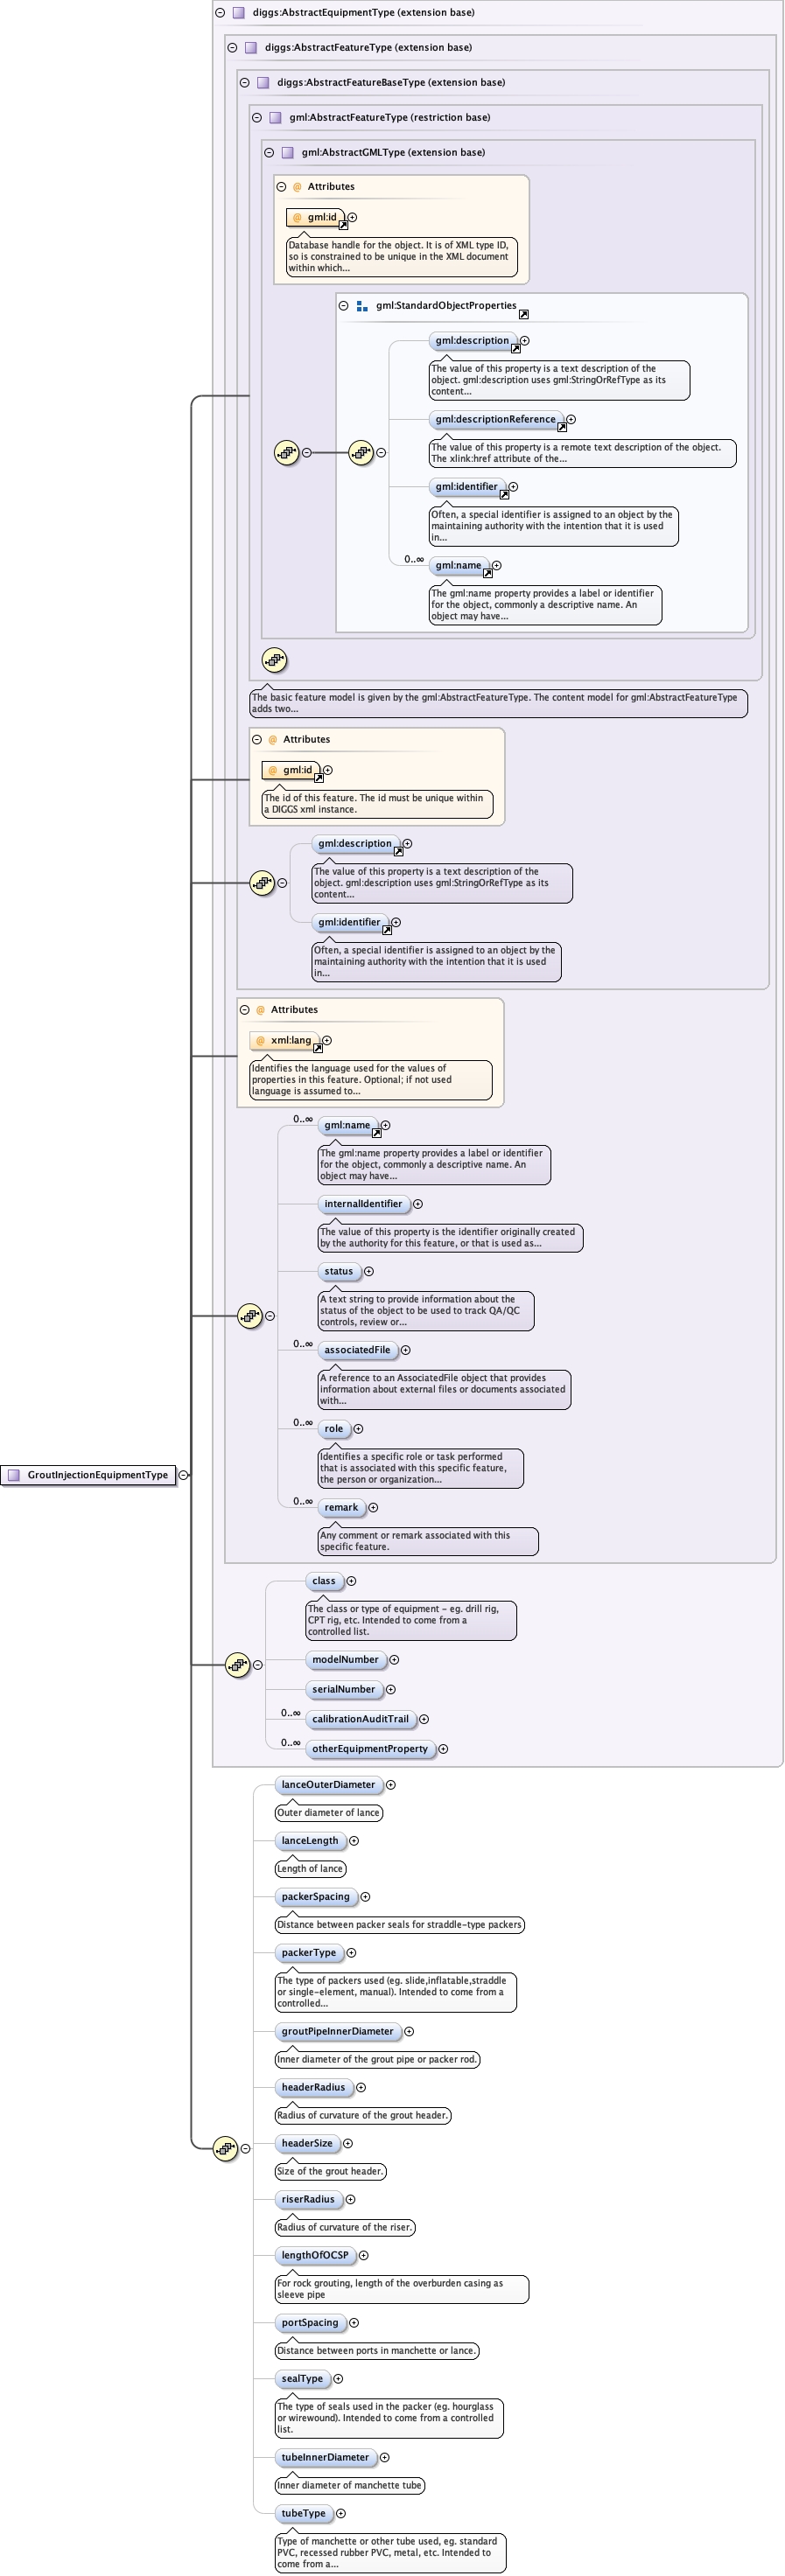 diggs:AbstractEquipmentType (extension base)
diggs:AbstractFeatureType (extension base)
diggs:AbstractFeatureBaseType (extension base)
gml:AbstractFeatureType (restriction base)
gml:AbstractGMLType (extension base)
@ Attributes
@ gml:id
Database handle for the object. It is of XML type ID,
so is constrained to be unique in the XML document
within which...
gml:StandardObjectProperties
gml:description
The value of this property is a text description of the
object. gml:description uses gml:StringOrRefType as its
content...
gml:descriptionReference
The value of this property is a remote text description of the object.
The xlink:href attribute of the...
gml:identifier
Often, a special identifier is assigned to an object by the
maintaining authority with the intention that it is used
in...
0..∞
gml:name
The gml:name property provides a label or identifier
for the object, commonly a descriptive name. An
object may have...
The basic feature model is given by the gml:AbstractFeatureType. The content model for gml:AbstractFeatureType
adds two...
@ Attributes
@ gml:id
The id of this feature. The id must be unique within
a DIGGS xml instance.
gml:description
The value of this property is a text description of the
object. gml:description uses gml:StringOrRefType as its
content...
gml:identifier
Often, a special identifier is assigned to an object by the
maintaining authority with the intention that it is used
in...
@ Attributes
@ xml:lang
Identifies the language used for the values of
properties in this feature. Optional; if not used
language is assumed to...
0..∞
gml:name
The gml:name property provides a label or identifier
for the object, commonly a descriptive name. An
object may have...
internalIdentifier
The value of this property is the identifier originally created
by the authority for this feature, or that is used as...
status
A text string to provide information about the
status of the object to be used to track QA/QC
controls, review or...
0..∞
associatedFile
A reference to an AssociatedFile object that provides
information about external files or documents associated
with...
0..∞
role
Identifies a specific role or task performed
that is associated with this specific feature,
the person or organization...
GroutInjectionEquipmentType
0..∞
remark
Any comment or remark associated with this
specific feature.
class
The class or type of equipment - eg. drill rig,
CPT rig, etc. Intended to come from a
controlled list.
modelNumber
serialNumber
0..∞
calibrationAuditTrail
0..∞
otherEquipmentProperty
lanceOuterDiameter
Outer diameter of lance
lanceLength
Length of lance
packerSpacing
Distance between packer seals for straddle-type packers
packerType
The type of packers used (eg. slide,inflatable,straddle
or single-element, manual). Intended to come from a
controlled...
groutPipeInnerDiameter
Inner diameter of the grout pipe or packer rod.
headerRadius
Radius of curvature of the grout header.
headerSize
Size of the grout header.
riserRadius
Radius of curvature of the riser.
lengthOfOCSP
For rock grouting, length of the overburden casing as
sleeve pipe
portSpacing
Distance between ports in manchette or lance.
sealType
The type of seals used in the packer (eg. hourglass
or wirewound). Intended to come from a controlled
list.
tubeInnerDiameter
Inner diameter of manchette tube
tubeType
Type of manchette or other tube used, eg. standard
PVC, recessed rubber PVC, metal, etc. Intended to
come from a...